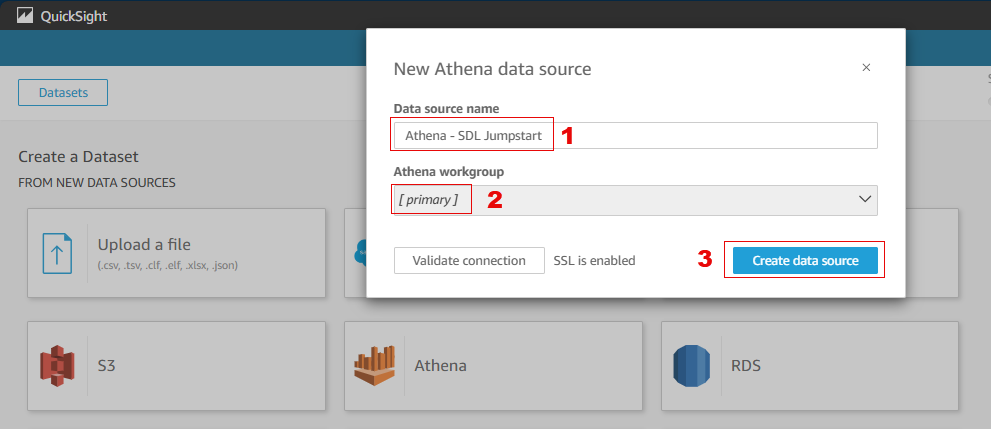 QuickSight
New Athena data source
×
Datasets
Data source name
Athena - SDL Jumpstart
1
Athena workgroup
[ primary ]
2
Create a Dataset
FROM NEW DATA SOURCES
Upload a file
(.csv, .tsv, .clf, .elf, .xlsx, .json)
Validate connection
SSL is enabled
3
Create data source
S3
Athena
RDS